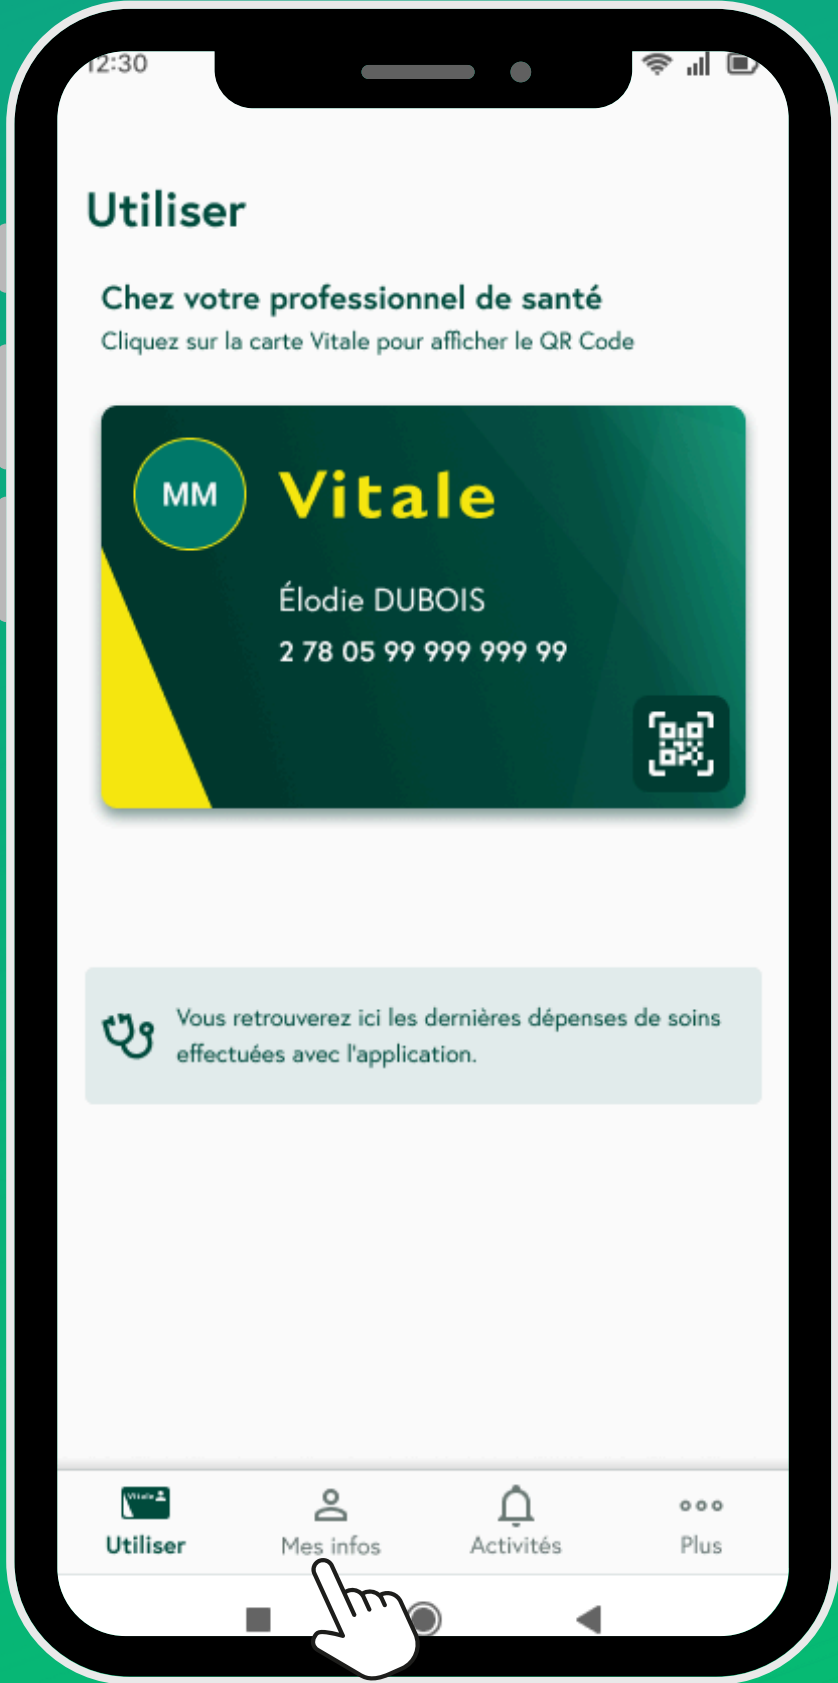 12:30
Utiliser
Chez votre professionnel de santé
Cliquez sur la carte Vitale pour afficher le QR Code
MM
Vitale
Élodie DUBOIS
2 78 05 99 999 999 99
Vous retrouverez ici les dernières dépenses de soins
effectuées avec l'application.
Vitale
Utiliser
Mes infos
Activités
Plus